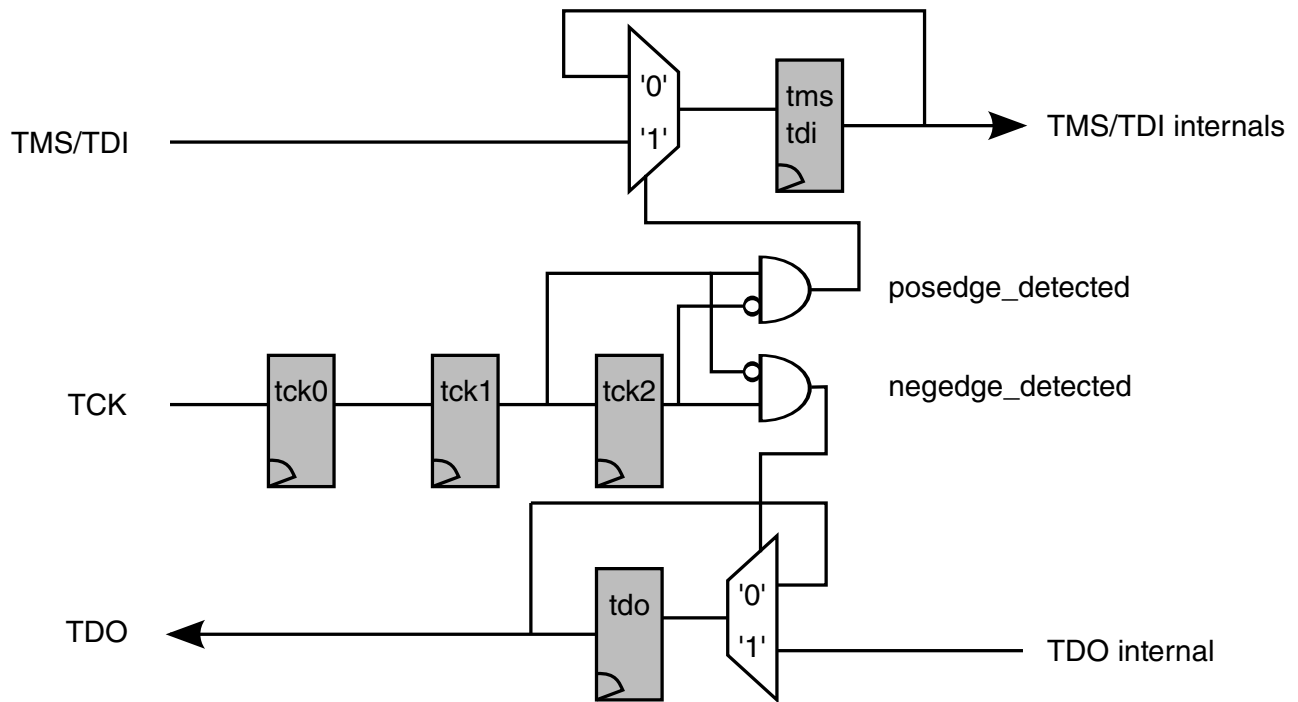 '0'
tms
TMS/TDI
'1'
tdi
TMS/TDI internals
posedge_detected
TCK
tck0
tck1
tck2
negedge_detected
tdo
'0'
TDO
'1'
TDO internal